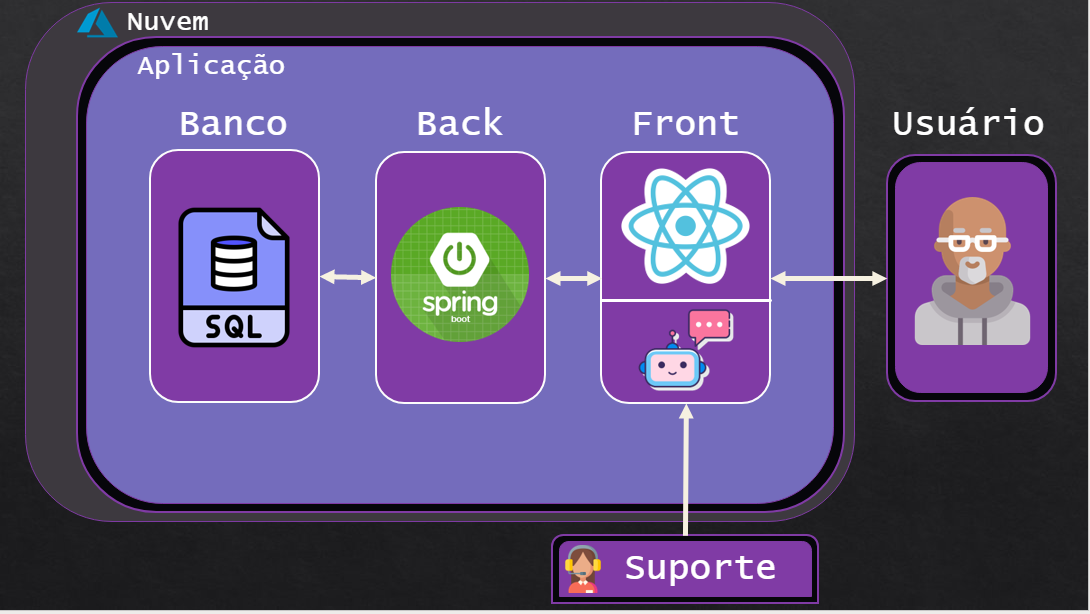 Nuvem
Aplicação
Banco
Back
Front
Usuário
SQL
spring
boot
Suporte